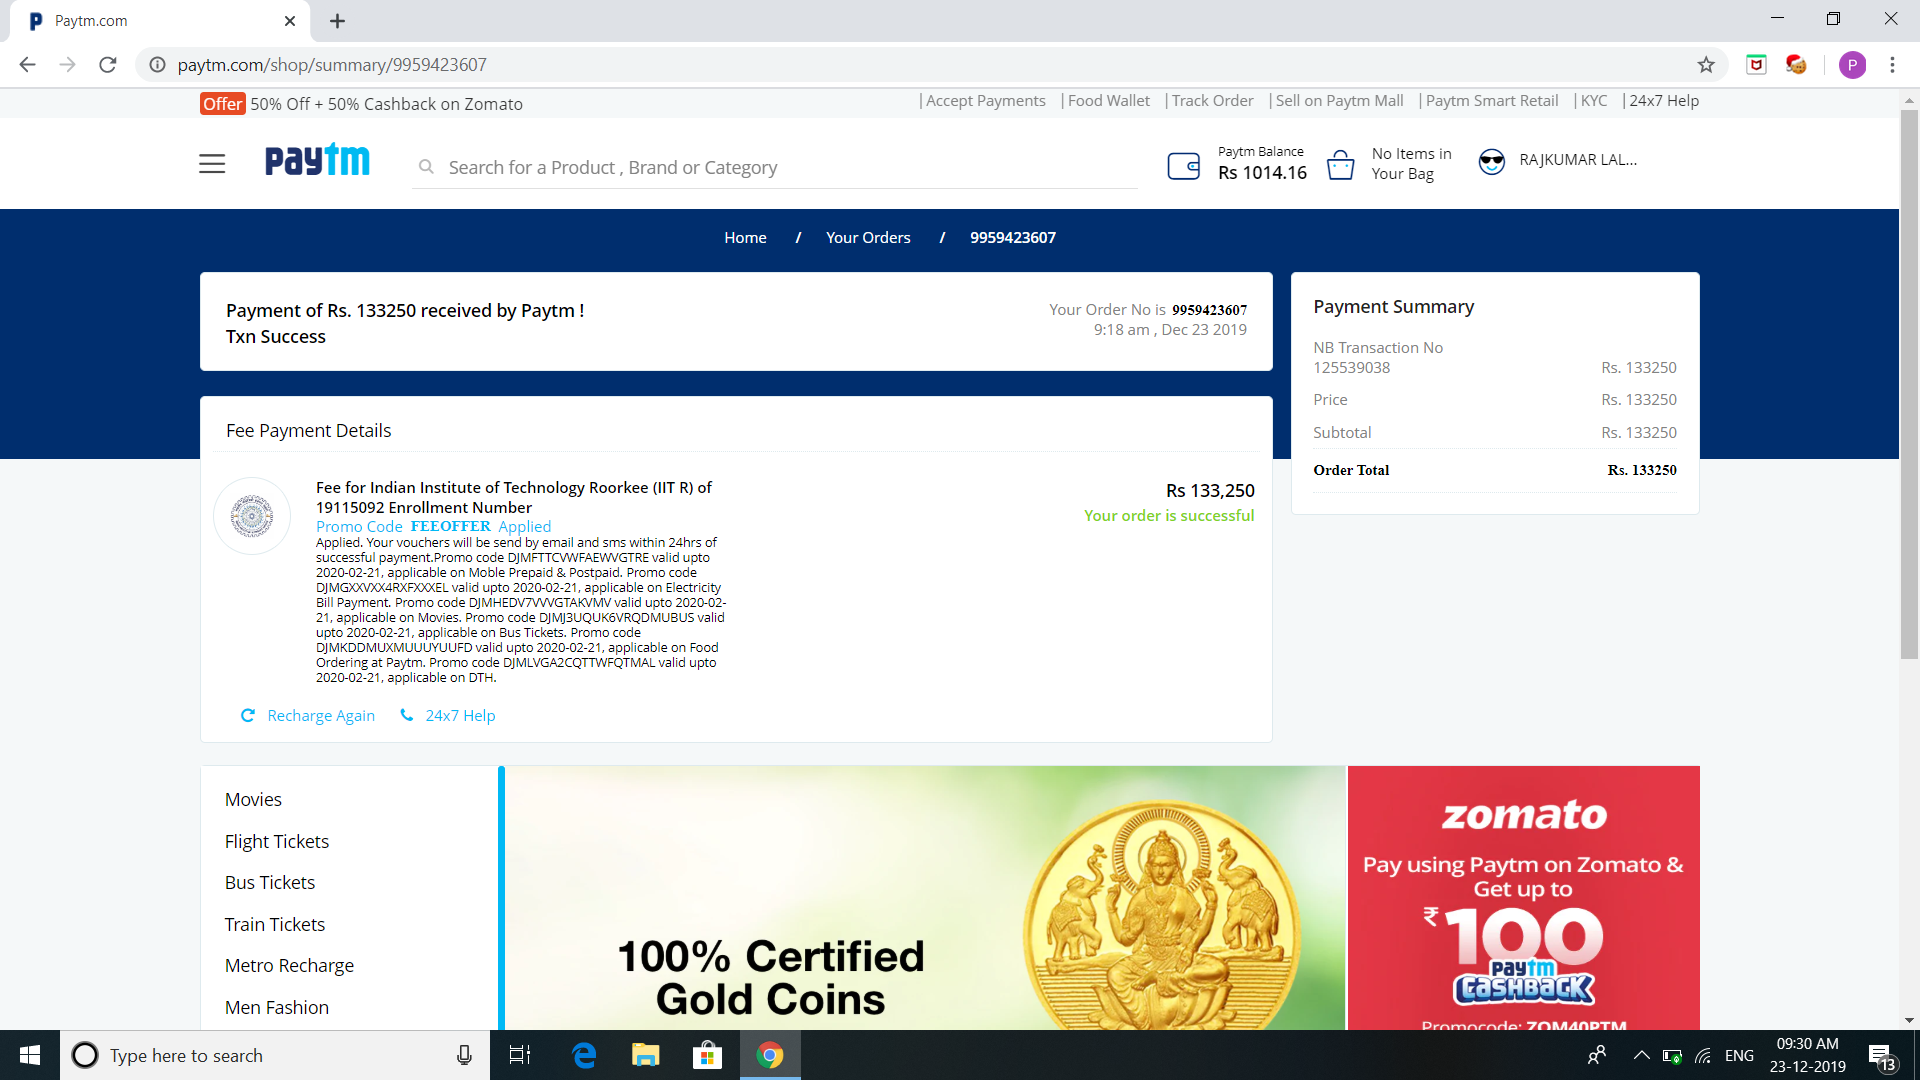 Paytm.com
paytm.com/shop/summary/9959423607
P
Offer 50% Off + 50% Cashback on Zomato
| Accept Payments | Food Wallet | Track Order | Sell on Paytm Mall | Paytm Smart Retail | KYC | 24x7 Help
paytm
Search for a Product , Brand or Category
Paytm Balance
Rs 1014.16
No Items in
Your Bag
RAJKUMAR LAL...
Home / Your Orders / 9959423607
Payment of Rs. 133250 received by Paytm !
Txn Success
Your Order No is 9959423607
9:18 am , Dec 23 2019
Payment Summary
NB Transaction No
125539038 Rs. 133250
Price Rs. 133250
Subtotal Rs. 133250
Order Total Rs. 133250
Fee Payment Details
Fee for Indian Institute of Technology Roorkee (IIT R) of
19115092 Enrollment Number
Rs 133,250
Your order is successful
Promo Code FEEOFFER Applied
Applied. Your vouchers will be send by email and sms within 24hrs of
successful payment.Promo code DJMFTTCVWFAEWVGTRE valid upto
2020-02-21, applicable on Moble Prepaid & Postpaid. Promo code
DJMGXXVXX4RXFXXXEL valid upto 2020-02-21, applicable on Electricity
Bill Payment. Promo code DJMHEDV7VVVGTAKVMV valid upto 2020-02-
21, applicable on Movies. Promo code DJMJ3UQUK6VRQDMUBUS valid
upto 2020-02-21, applicable on Bus Tickets. Promo code
DJMKDDMUXMUUUYUUFD valid upto 2020-02-21, applicable on Food
Ordering at Paytm. Promo code DJMLVGA2CQTTWFQTMAL valid upto
2020-02-21, applicable on DTH.
Recharge Again 24x7 Help
Movies
Flight Tickets
Bus Tickets
Train Tickets
Metro Recharge
Men Fashion
100% Certified
Gold Coins
zomato
Pay using Paytm on Zomato &
Get up to
₹100
paytm
CASHBACK
Promocode: ZOM40PTM
Type here to search
ENG
09:30 AM
23-12-2019
13